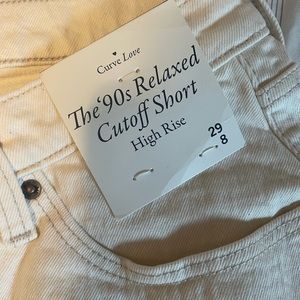 Curve Love
The '90s Relaxed
Cutoff Short
High Rise
29
8